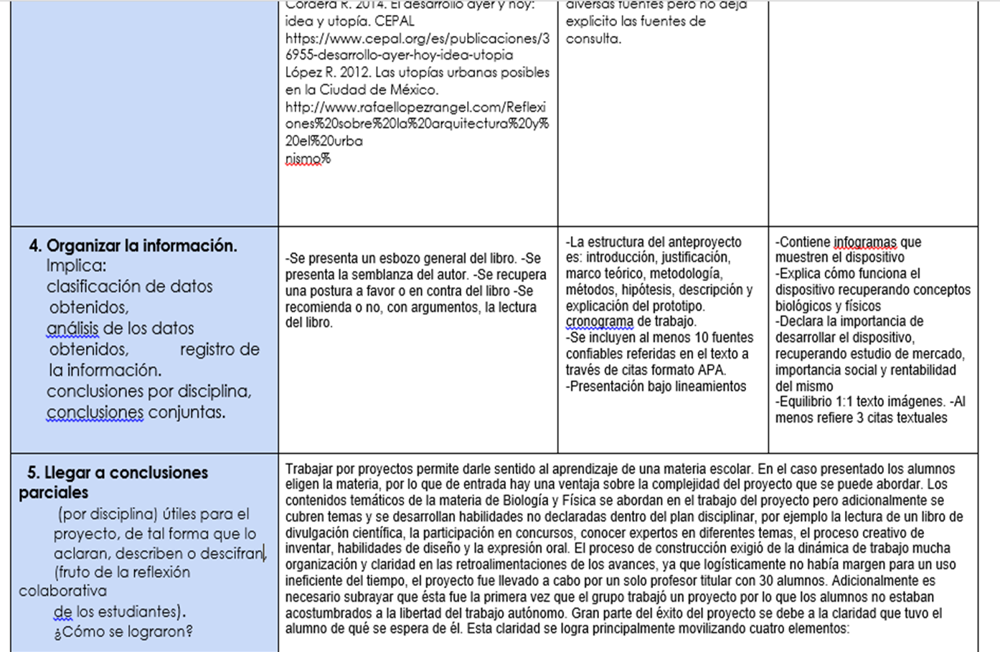 Cordera R. 2014. El desarrollo ayer y hoy:
idea y utopía. CEPAL
https://www.cepal.org/es/publicaciones/3
6955-desarrollo-ayer-hoy-idea-utopia
López R. 2012. Las utopías urbanas posibles
en la Ciudad de México.
http://www.rafaellopezrangel.com/Reflexi
ones%20sobre%20la%20arquitectura%20y%
20el%20urba
nismo%
diversas fuentes pero no deja
explicito las fuentes de
consulta.
4. Organizar la información.
Implica:
clasificación de datos
obtenidos,
análisis de los datos
obtenidos, registro de
la información.
conclusiones por disciplina,
conclusiones conjuntas.
-Se presenta un esbozo general del libro. -Se
presenta la semblanza del autor. -Se recupera
una postura a favor o en contra del libro -Se
recomienda o no, con argumentos, la lectura
del libro.
-La estructura del anteproyecto
es: introducción, justificación,
marco teórico, metodología,
métodos, hipótesis, descripción y
explicación del prototipo.
cronograma de trabajo.
-Se incluyen al menos 10 fuentes
confiables referidas en el texto a
través de citas formato APA.
-Presentación bajo lineamientos
-Contiene infogramas que
muestren el dispositivo
-Explica cómo funciona el
dispositivo recuperando conceptos
biológicos y físicos
-Declara la importancia de
desarrollar el dispositivo,
recuperando estudio de mercado,
importancia social y rentabilidad
del mismo
-Equilibrio 1:1 texto imágenes. -Al
menos refiere 3 citas textuales
5. Llegar a conclusiones
parciales
(por disciplina) útiles para el
proyecto, de tal forma que lo
aclaran, describen o descifran,
(fruto de la reflexión
colaborativa
de los estudiantes).
¿Cómo se lograron?
Trabajar por proyectos permite darle sentido al aprendizaje de una materia escolar. En el caso presentado los alumnos
eligen la materia, por lo que de entrada hay una ventaja sobre la complejidad del proyecto que se puede abordar. Los
contenidos temáticos de la materia de Biología y Física se abordan en el trabajo del proyecto pero adicionalmente se
cubren temas y se desarrollan habilidades no declaradas dentro del plan disciplinar, por ejemplo la lectura de un libro de
divulgación científica, la participación en concursos, conocer expertos en diferentes temas, el proceso creativo de
inventar, habilidades de diseño y la expresión oral. El proceso de construcción exigió de la dinámica de trabajo mucha
organización y claridad en las retroalimentaciones de los avances, ya que logísticamente no había margen para un uso
ineficiente del tiempo, el proyecto fue llevado a cabo por un solo profesor titular con 30 alumnos. Adicionalmente es
necesario subrayar que ésta fue la primera vez que el grupo trabajó un proyecto por lo que los alumnos no estaban
acostumbrados a la libertad del trabajo autónomo. Gran parte del éxito del proyecto se debe a la claridad que tuvo el
alumno de qué se espera de él. Esta claridad se logra principalmente movilizando cuatro elementos: